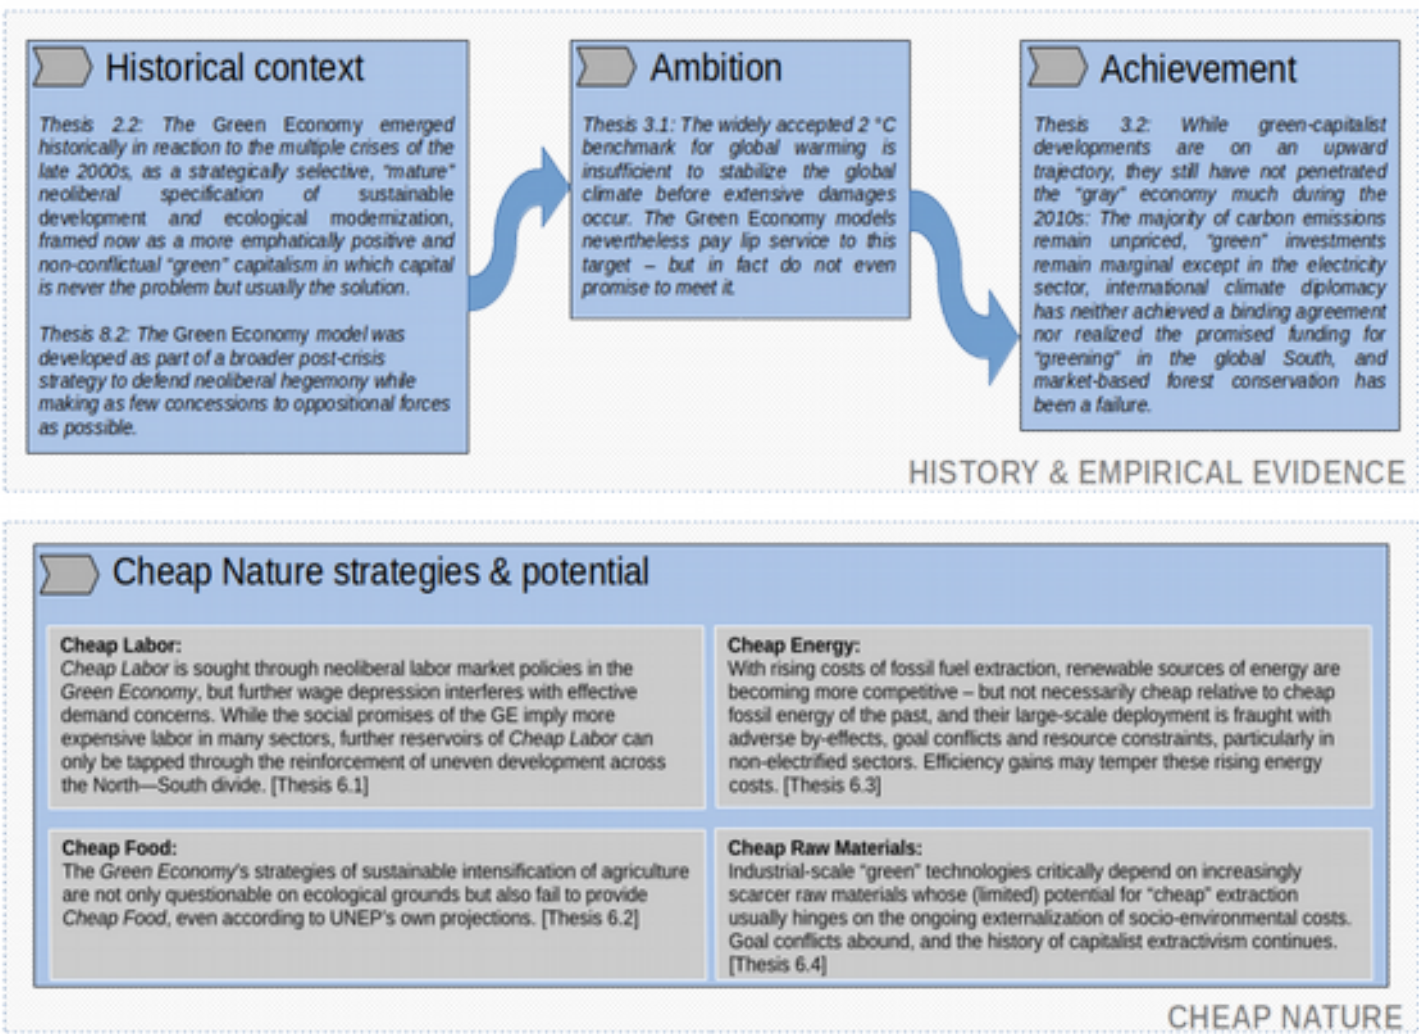 Historical context
Thesis 2.2: The Green Economy emerged
historically in reaction to the multiple crises of the
late 2000s, as a strategically selective, “mature”
neoliberal specification of sustainable
development and ecological modernization,
framed now as a more emphatically positive and
non-conflictual “green” capitalism in which capital
is never the problem but usually the solution.
Thesis 8.2: The Green Economy model was
developed as part of a broader post-crisis
strategy to defend neoliberal hegemony while
making as few concessions to oppositional forces
as possible.
Ambition
Thesis 3.1: The widely accepted 2 °C
benchmark for global warming is
insufficient to stabilize the global
climate before extensive damages
occur. The Green Economy models
nevertheless pay lip service to this
target – but in fact do not even
promise to meet it.
Achievement
Thesis 3.2: While green-capitalist
developments are on an upward
trajectory, they still have not penetrated
the “gray” economy much during the
2010s: The majority of carbon emissions
remain unpriced, “green” investments
remain marginal except in the electricity
sector, international climate diplomacy
has neither achieved a binding agreement
nor realized the promised funding for
“greening” in the global South, and
market-based forest conservation has
been a failure.
HISTORY & EMPIRICAL EVIDENCE
Cheap Nature strategies & potential
Cheap Labor:
Cheap Labor is sought through neoliberal labor market policies in the
Green Economy, but further wage depression interferes with effective
demand concerns. While the social promises of the GE imply more
expensive labor in many sectors, further reservoirs of Cheap Labor can
only be tapped through the reinforcement of uneven development across
the North—South divide. [Thesis 6.1]
Cheap Energy:
With rising costs of fossil fuel extraction, renewable sources of energy are
becoming more competitive – but not necessarily cheap relative to cheap
fossil energy of the past, and their large-scale deployment is fraught with
adverse by-effects, goal conflicts and resource constraints, particularly in
non-electrified sectors. Efficiency gains may temper these rising energy
costs. [Thesis 6.3]
Cheap Food:
The Green Economy's strategies of sustainable intensification of agriculture
are not only questionable on ecological grounds but also fail to provide
Cheap Food, even according to UNEP's own projections. [Thesis 6.2]
Cheap Raw Materials:
Industrial-scale “green” technologies critically depend on increasingly
scarcer raw materials whose (limited) potential for “cheap” extraction
usually hinges on the ongoing externalization of socio-environmental costs.
Goal conflicts abound, and the history of capitalist extractivism continues.
[Thesis 6.4]
CHEAP NATURE